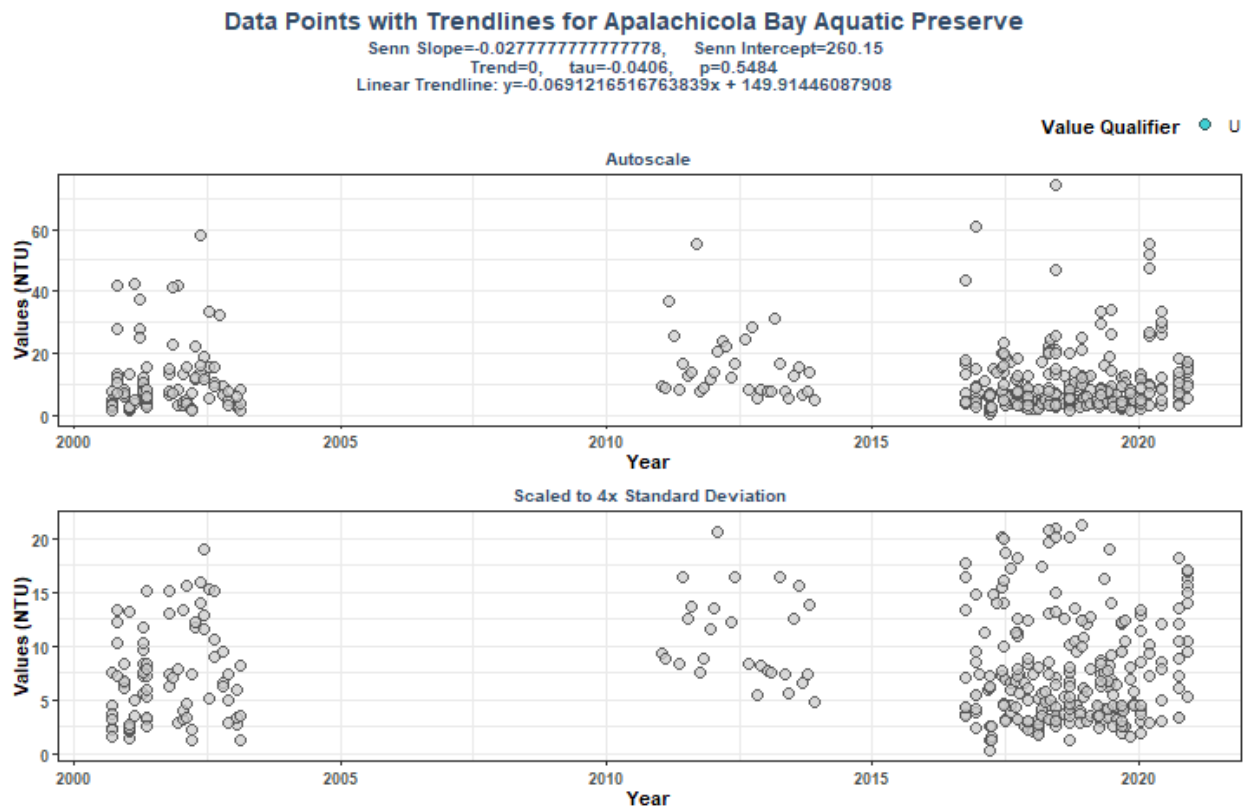 Data Points with Trendlines for Apalachicola Bay Aquatic Preserve
Senn Slope=-0.0277777777777778, Senn Intercept=260.15
Trend=0, tau=-0.0406, p=0.5484
Linear Trendline: y=-0.0691216516763839x + 149.91446087908
Value Qualifier U
Autoscale
Values (NTU)
60
40
20
0
2000 2005 2010 2015 2020
Year
Scaled to 4x Standard Deviation
Values (NTU)
20
15
10
5
0
2000 2005 2010 2015 2020
Year